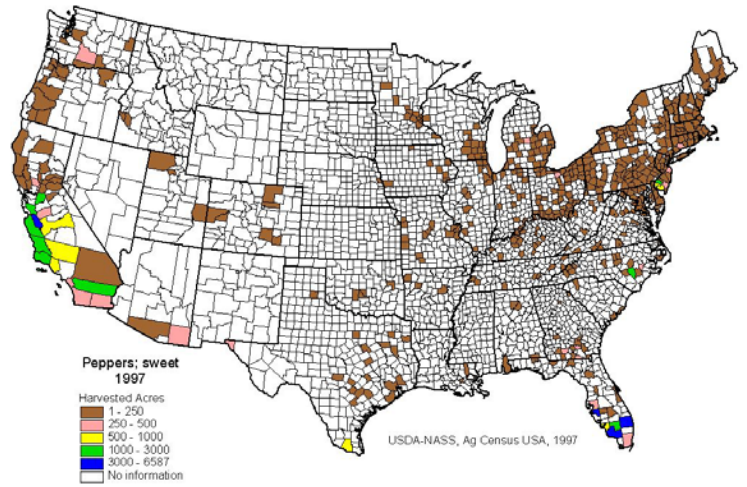 Peppers; sweet
1997
Harvested Acres
1 - 250
250 - 500
500 - 1000
1000 - 3000
3000 - 6587
No information
USDA-NASS, Ag Census USA, 1997